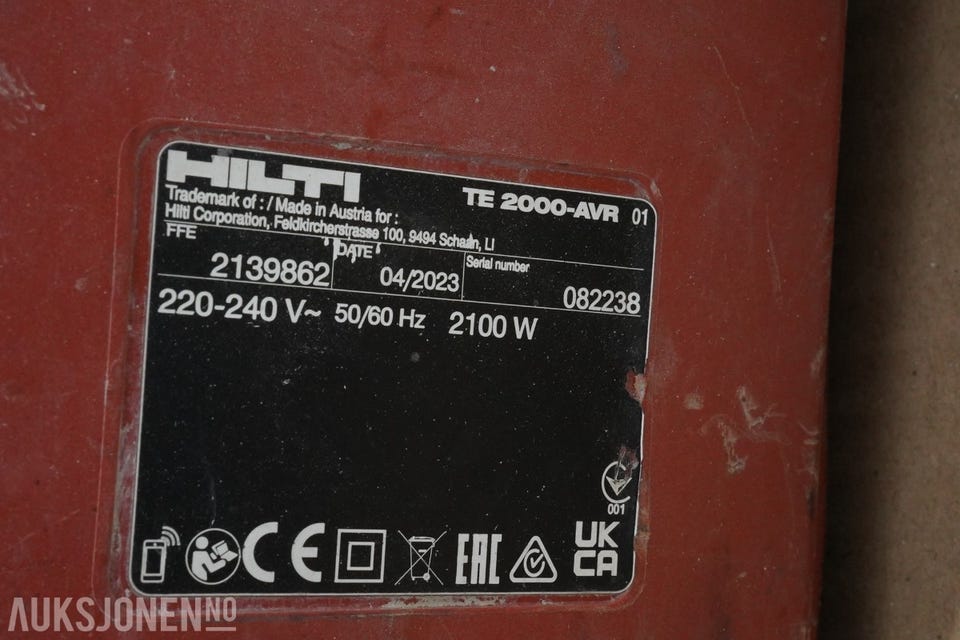 HILTI
TE 2000-AVR 01
Trademark of : / Made in Austria for :
Hilti Corporation, Feldkircherstrasse 100, 9494 Schaan, LI
FFE DATE Serial number
2139862 04/2023 082238
220-240 V~ 50/60 Hz 2100 W
001
CE EAC UK
CA
AUKSJONEN.NO